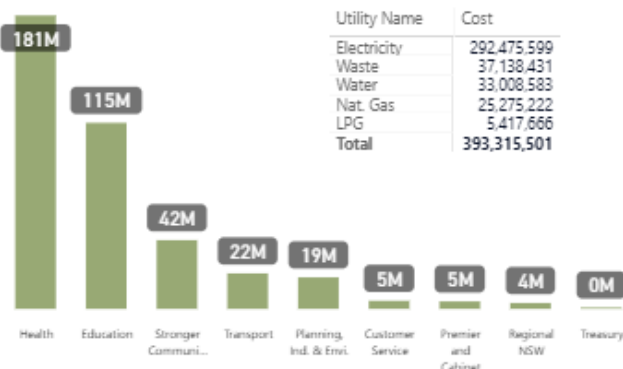 Utility Name Cost
Electricity 292,475,599
Waste 37,138,431
Water 33,008,583
Nat. Gas 25,275,222
LPG 5,417,666
Total 393,315,501
181M
115M
42M
22M
19M
5M
5M
4M
0M
Health
Education
Stronger
Communi...
Transport
Planning,
Ind. & Envi.
Customer
Service
Premier
and
Cabinet
Regional
NSW
Treasury